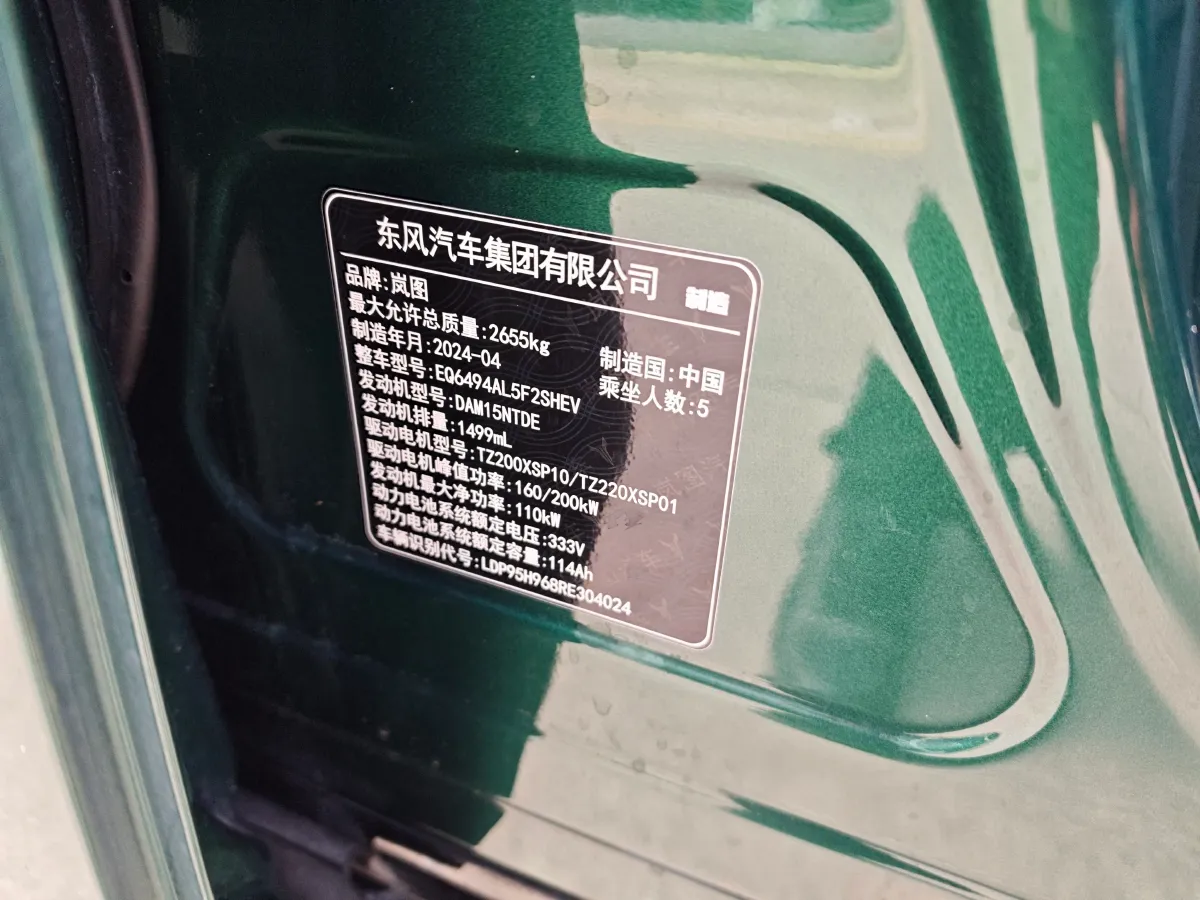 东风汽车集团有限公司 制造
品牌:岚图
最大允许总质量:2655kg
制造年月:2024-04 制造国:中国
整车型号:EQ6494AL5F2SHEV 乘坐人数:5
发动机型号:DAM15NTDE
发动机排量:1499mL
驱动电机型号:TZ200XSP10/TZ220XSP01
驱动电机峰值功率:160/200kW
发动机最大净功率:110kW
动力电池系统额定电压:333V
动力电池系统额定容量:114Ah
车辆识别代号:LDP95H968RE304024